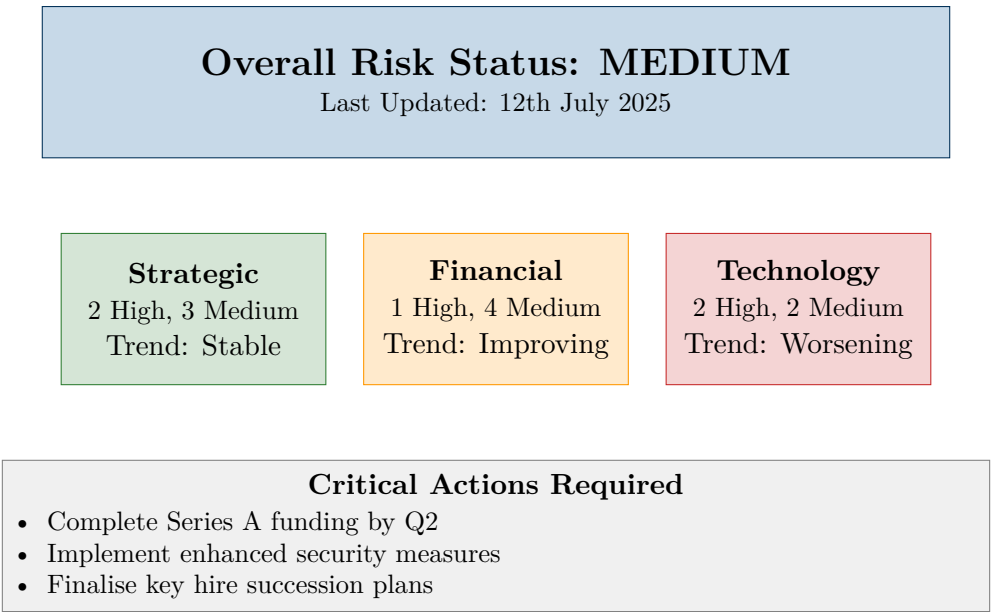 Overall Risk Status: MEDIUM
Last Updated: 12th July 2025
Strategic
2 High, 3 Medium
Trend: Stable
Financial
1 High, 4 Medium
Trend: Improving
Technology
2 High, 2 Medium
Trend: Worsening
Critical Actions Required
• Complete Series A funding by Q2
• Implement enhanced security measures
• Finalise key hire succession plans